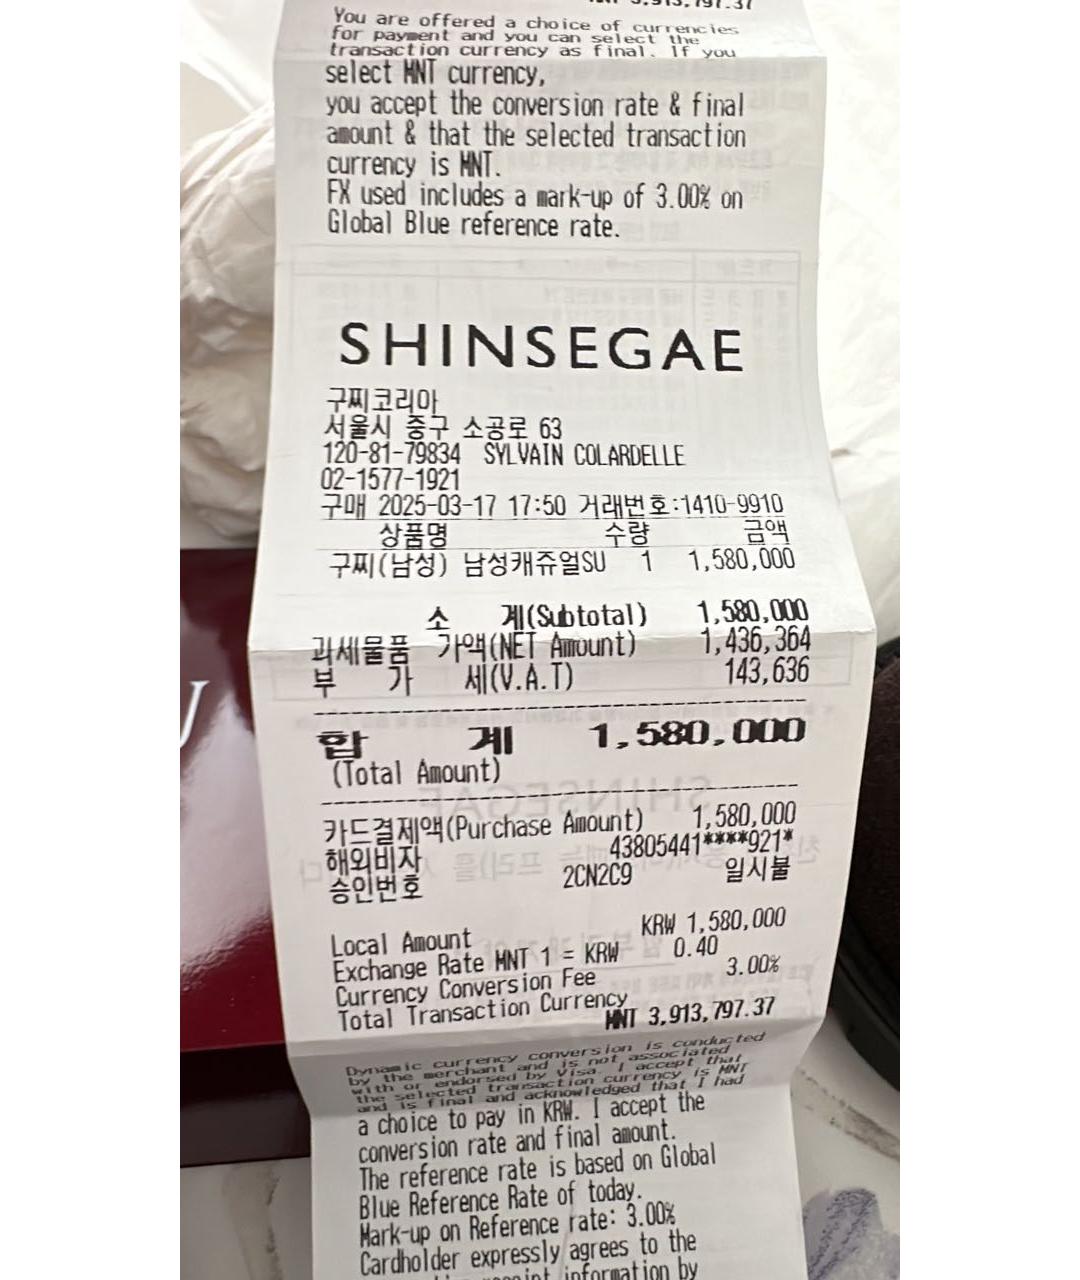 MNT 3,913,797.37
You are offered a choice of currencies
for payment and you can select the
transaction currency as final. If you
select MNT currency,
you accept the conversion rate & final
amount & that the selected transaction
currency is MNT.
FX used includes a mark-up of 3.00% on
Global Blue reference rate.
SHINSEGAE
구찌코리아
서울시 중구 소공로 63
120-81-79834 SYLVAIN COLARDELLE
02-1577-1921
구매 2025-03-17 17:50 거래번호:1410-9910
상품명 수량 금액
구찌(남성) 남성캐쥬얼SU 1 1,580,000
소 계(Subtotal) 1,580,000
과세물품 가액(NET Amount) 1,436,364
부 가 세(V.A.T) 143,636
합 계 1,580,000
(Total Amount)
카드결제액(Purchase Amount) 1,580,000
해외비자 43805441****921*
승인번호 2CN2C9 일시불
Local Amount KRW 1,580,000
Exchange Rate MNT 1 = KRW 0.40
Currency Conversion Fee 3.00%
Total Transaction Currency
MNT 3,913,797.37
Dynamic currency conversion is conducted
by the merchant and is not associated
with or endorsed by Visa. I accept that
the selected transaction currency is MNT
and is final and acknowledged that I had
a choice to pay in KRW. I accept the
conversion rate and final amount.
The reference rate is based on Global
Blue Reference Rate of today.
Mark-up on Reference rate: 3.00%
Cardholder expressly agrees to the
information by